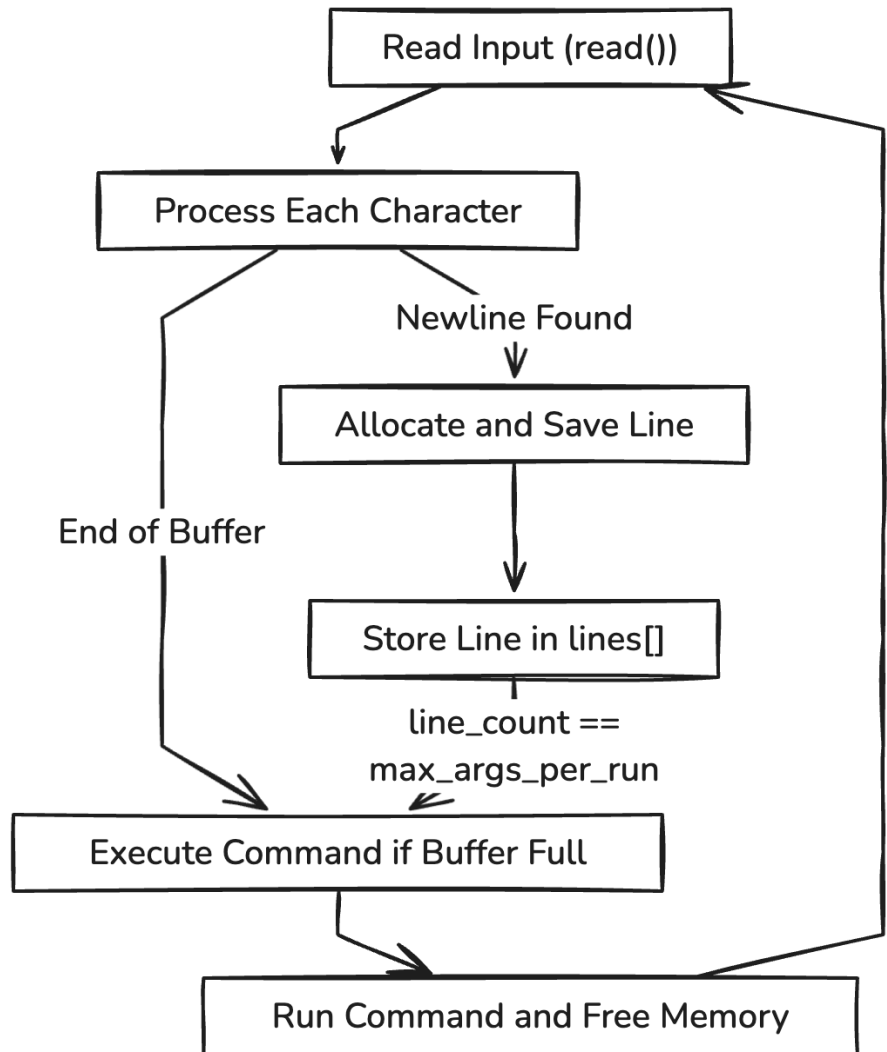 Read Input (read())
Process Each Character
Newline Found
Allocate and Save Line
End of Buffer
Store Line in lines[]
line_count ==
max_args_per_run
Execute Command if Buffer Full
Run Command and Free Memory